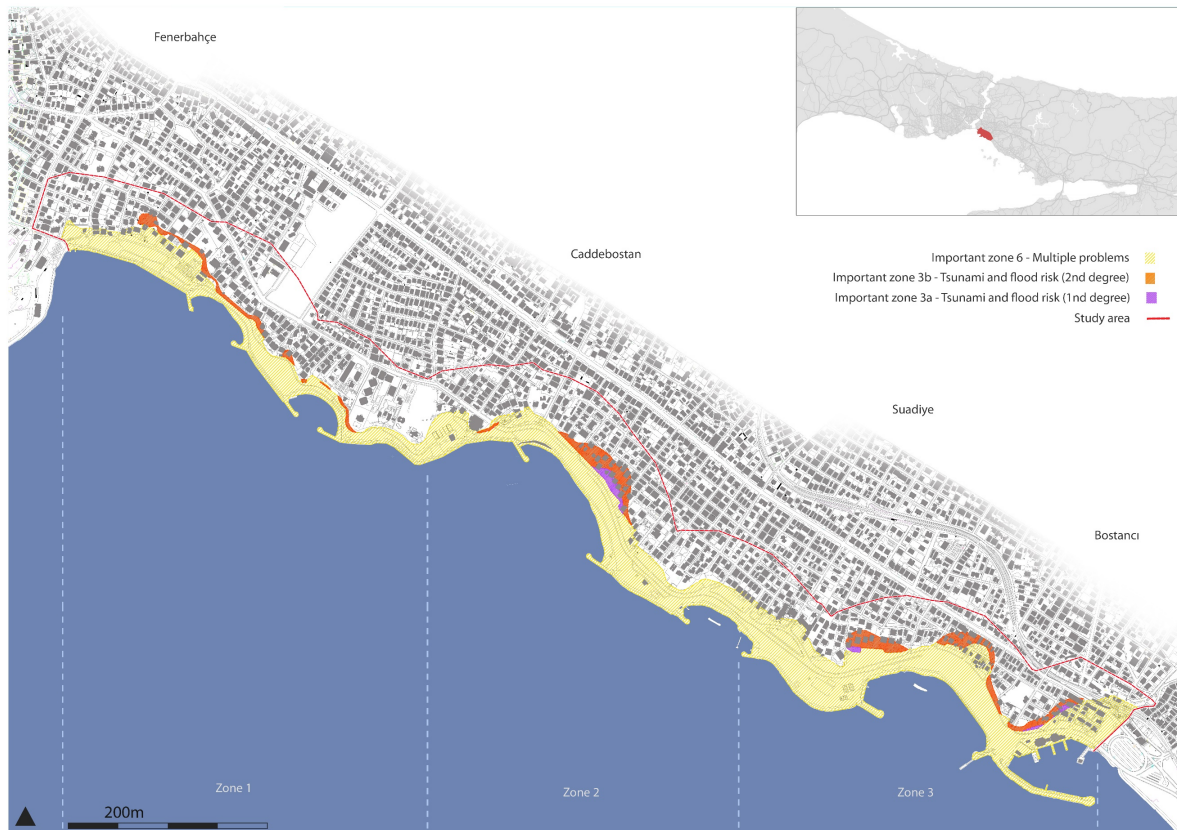 Fenerbahçe
Caddebostan
Important zone 6 - Multiple problems
Important zone 3b - Tsunami and flood risk (2nd degree)
Important zone 3a - Tsunami and flood risk (1nd degree)
Study area
Suadiye
Bostancı
Zone 1
Zone 2
Zone 3
200m